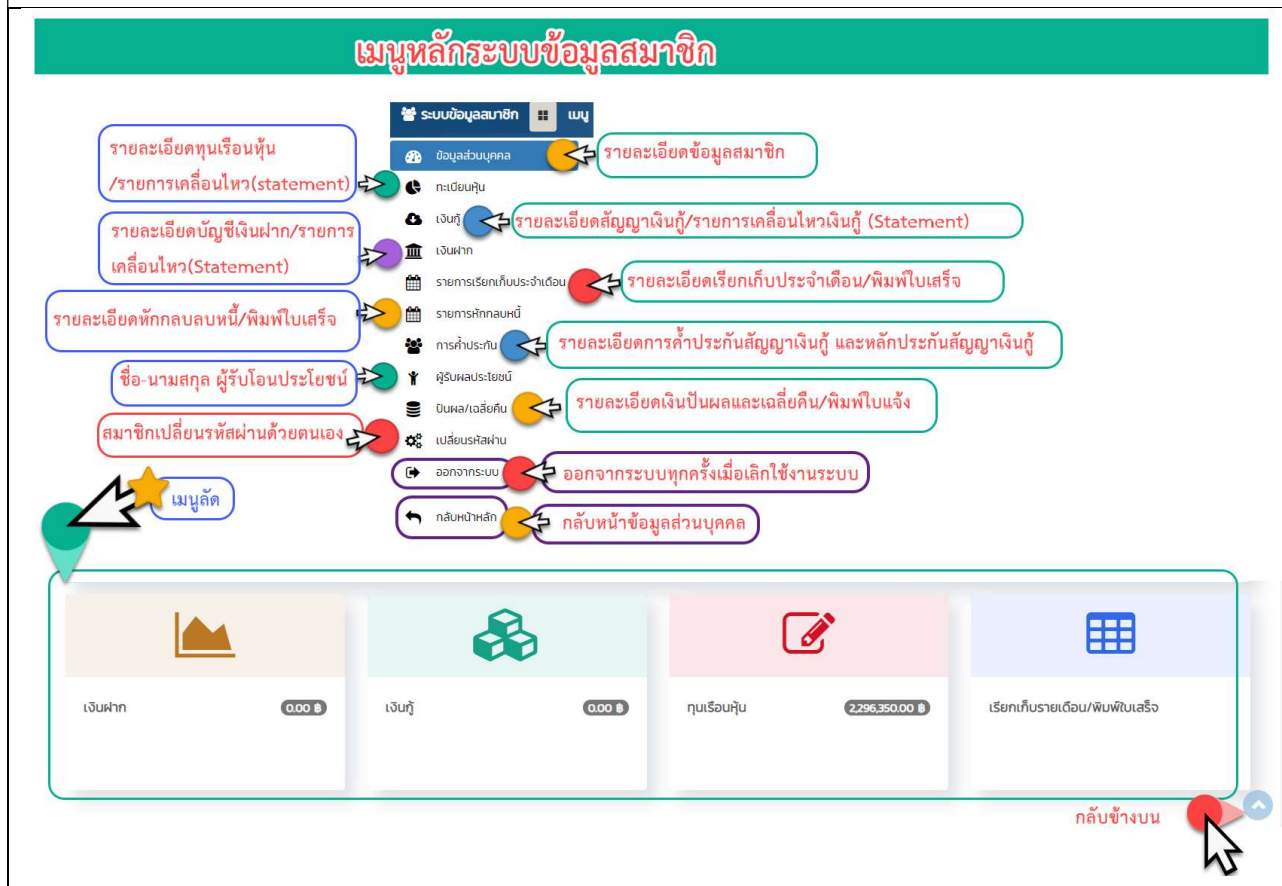 เมนูหลักระบบข้อมูลสมาชิก
ระบบข้อมูลสมาชิก เมนู
รายละเอียดทุนเรือนหุ้น
/รายการเคลื่อนไหว(statement)
ข้อมูลส่วนบุคคล
รายละเอียดข้อมูลสมาชิก
ทะเบียนหุ้น
เงินกู้
รายละเอียดสัญญาเงินกู้/รายการเคลื่อนไหวเงินกู้ (Statement)
รายละเอียดบัญชีเงินฝาก/รายการ
เคลื่อนไหว(Statement)
เงินฝาก
รายการเรียกเก็บประจำเดือน
รายละเอียดเรียกเก็บประจำเดือน/พิมพ์ใบเสร็จ
รายละเอียดหักกลบลบหนี้/พิมพ์ใบเสร็จ
รายการหักกลบหนี้
การค้ำประกัน
รายละเอียดการค้ำประกันสัญญาเงินกู้ และหลักประกันสัญญาเงินกู้
ชื่อ-นามสกุล ผู้รับโอนประโยชน์
ผู้รับผลประโยชน์
ปันผล/เฉลี่ยคืน
รายละเอียดเงินปันผลและเฉลี่ยคืน/พิมพ์ใบแจ้ง
สมาชิกเปลี่ยนรหัสผ่านด้วยตนเอง
เปลี่ยนรหัสผ่าน
ออกจากระบบ
ออกจากระบบทุกครั้งเมื่อเลิกใช้งานระบบ
เมนูลัด
กลับหน้าหลัก
กลับหน้าข้อมูลส่วนบุคคล
เงินฝาก 0.00 ฿
เงินกู้ 0.00 ฿
ทุนเรือนหุ้น 2,296,350.00 ฿
เรียกเก็บรายเดือน/พิมพ์ใบเสร็จ
กลับข้างบน